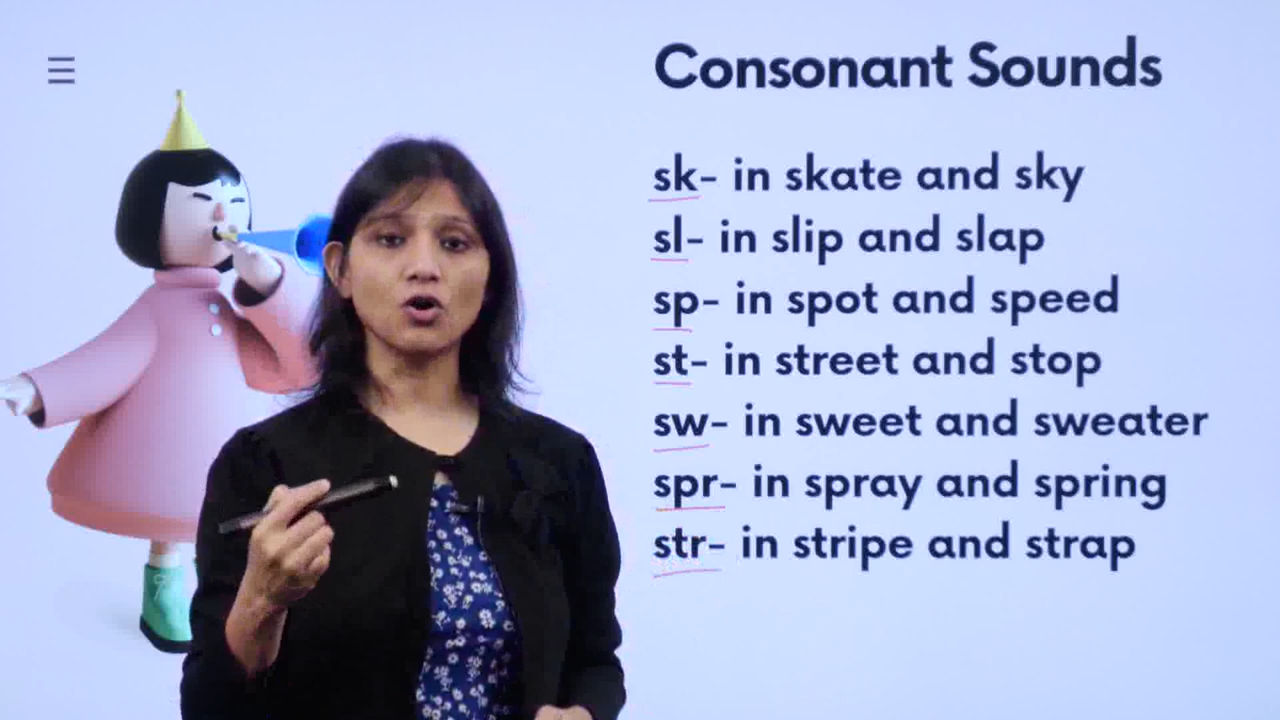 Consonant Sounds
sk- in skate and sky
sl- in slip and slap
sp- in spot and speed
st- in street and stop
sw- in sweet and sweater
spr- in spray and spring
str- in stripe and strap